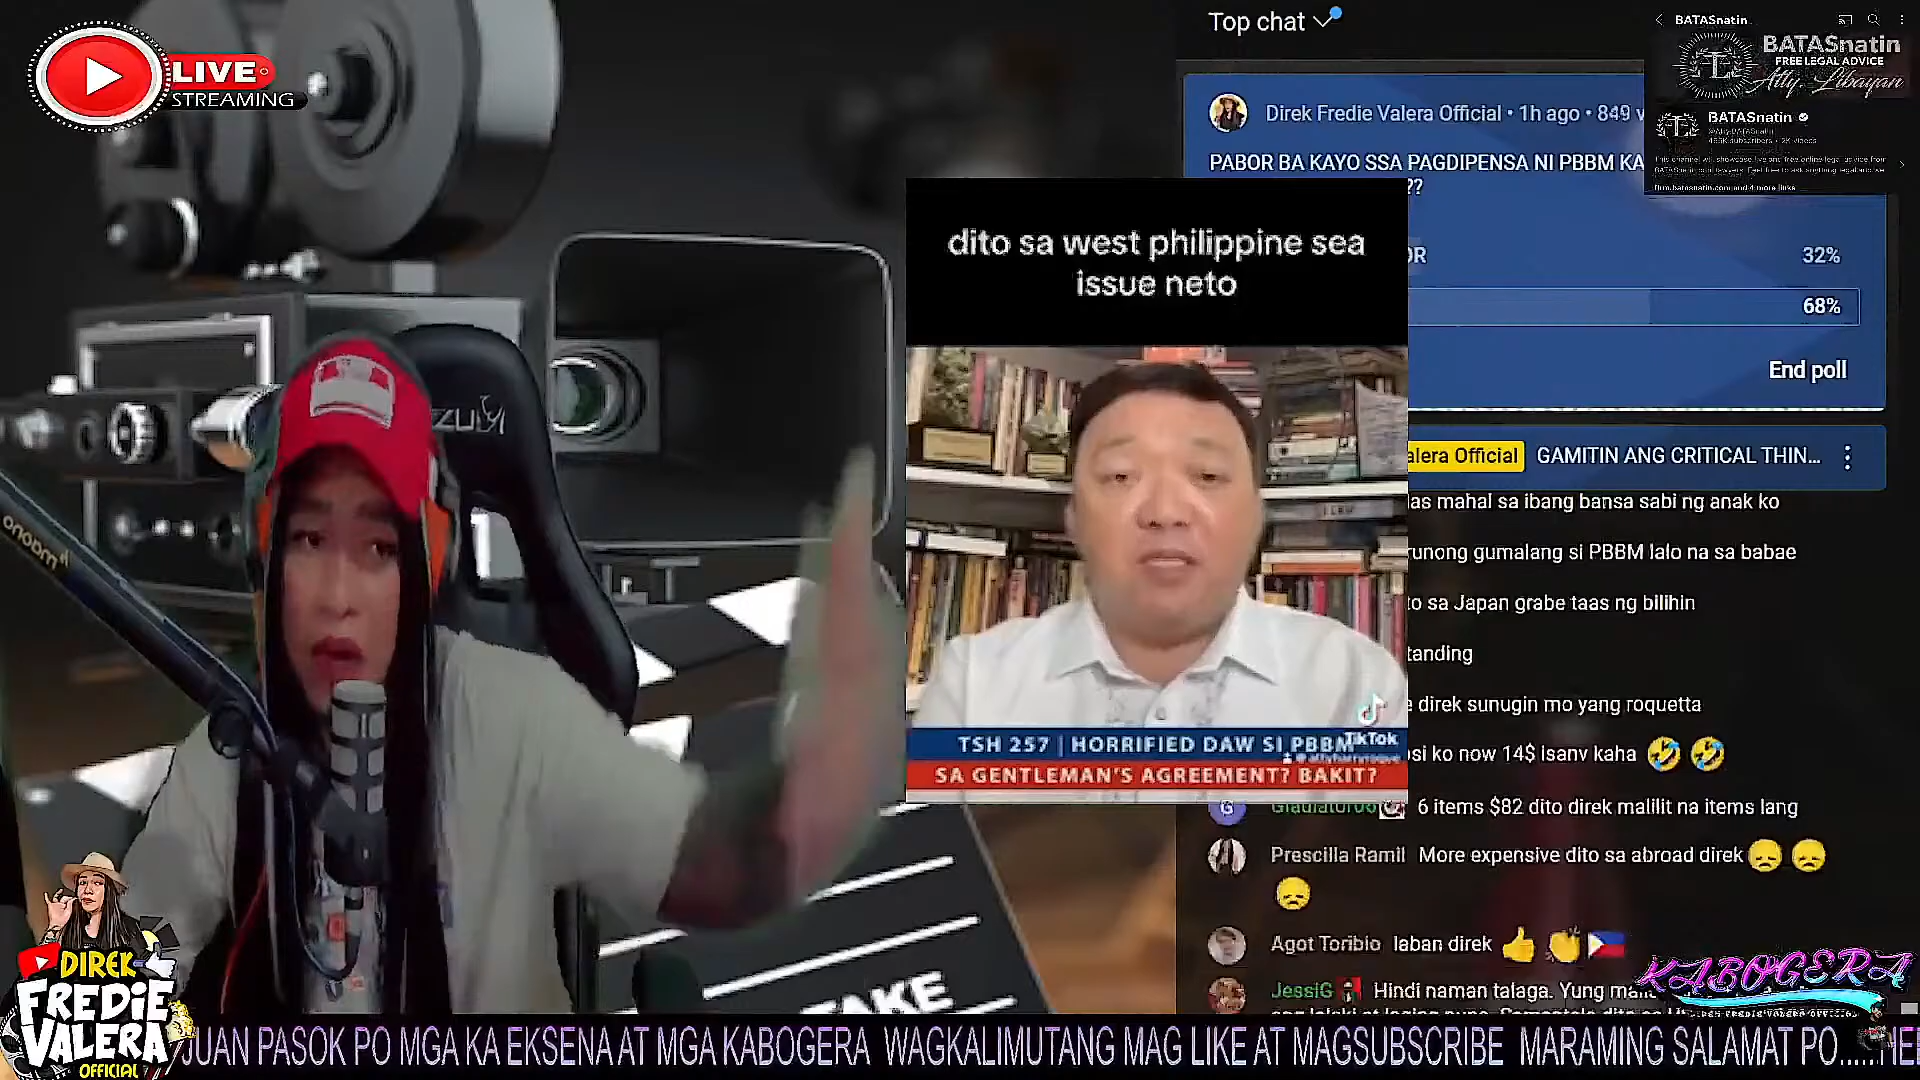 LIVE
STREAMING
Top chat
BATASnatin
BATASnatin
FREE LEGAL ADVICE
Atty. Libayan
BATASnatin
Direk Fredie Valera Official • 1h ago • 849 v
PABOR BA KAYO SSA PAGDIPENSA NI PBBM KA
??
OR
32%
68%
End poll
alera Official GAMITIN ANG CRITICAL THIN...
as mahal sa ibang bansa sabi ng anak ko
runong gumalang si PBBM lalo na sa babae
to sa Japan grabe taas ng bilihin
tanding
e direk sunugin mo yang roquetta
osi ko now 14$ isanv kaha 🤣 🤣
6 items $82 dito direk malilit na items lang
Prescilla Ramil More expensive dito sa abroad direk 😞 😞
😞
Agot Toribio laban direk 👍 👏 🇵🇭
JessiG Hindi naman talaga. Yung
dito sa west philippine sea
issue neto
TikTok
TSH 257 | HORRIFIED DAW SI PBBM
SA GENTLEMAN'S AGREEMENT? BAKIT?
maono
TAKE
KABOGERA
DIREK
FREDIE
VALERA
OFFICIAL
JUAN PASOK PO MGA KA EKSENA AT MGA KABOGERA WAGKALIMUTANG MAG LIKE AT MAGSUBSCRIBE MARAMING SALAMAT PO.....HE